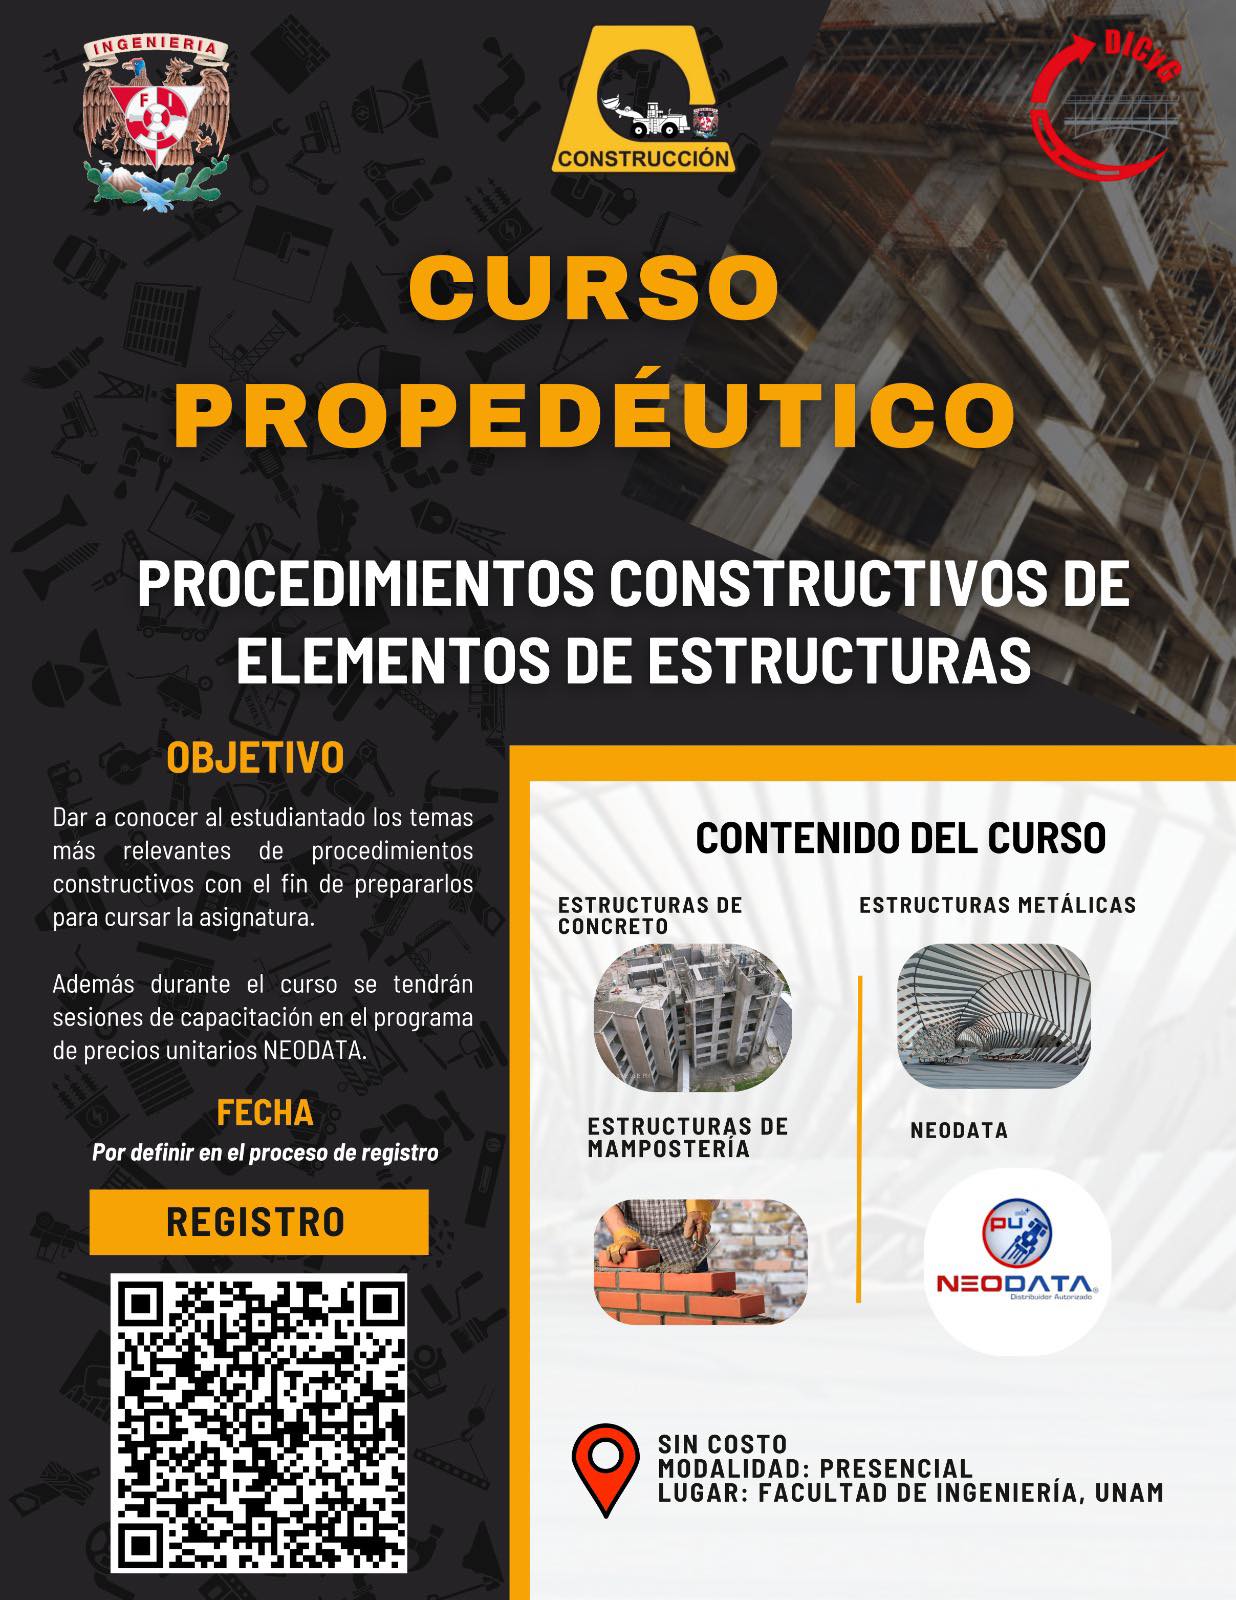 INGENIERIA
F I
CONSTRUCCIÓN
DICyG
CURSO
PROPEDÉUTICO
PROCEDIMIENTOS CONSTRUCTIVOS DE
ELEMENTOS DE ESTRUCTURAS
OBJETIVO
Dar a conocer al estudiantado los temas
más relevantes de procedimientos
constructivos con el fin de prepararlos
para cursar la asignatura.
Además durante el curso se tendrán
sesiones de capacitación en el programa
de precios unitarios NEODATA.
FECHA
Por definir en el proceso de registro
REGISTRO
CONTENIDO DEL CURSO
ESTRUCTURAS DE
CONCRETO
ESTRUCTURAS METÁLICAS
ESTRUCTURAS DE
MAMPOSTERÍA
NEODATA
PU
NEODATA®
Distribuidor Autorizado
SIN COSTO
MODALIDAD: PRESENCIAL
LUGAR: FACULTAD DE INGENIERÍA, UNAM